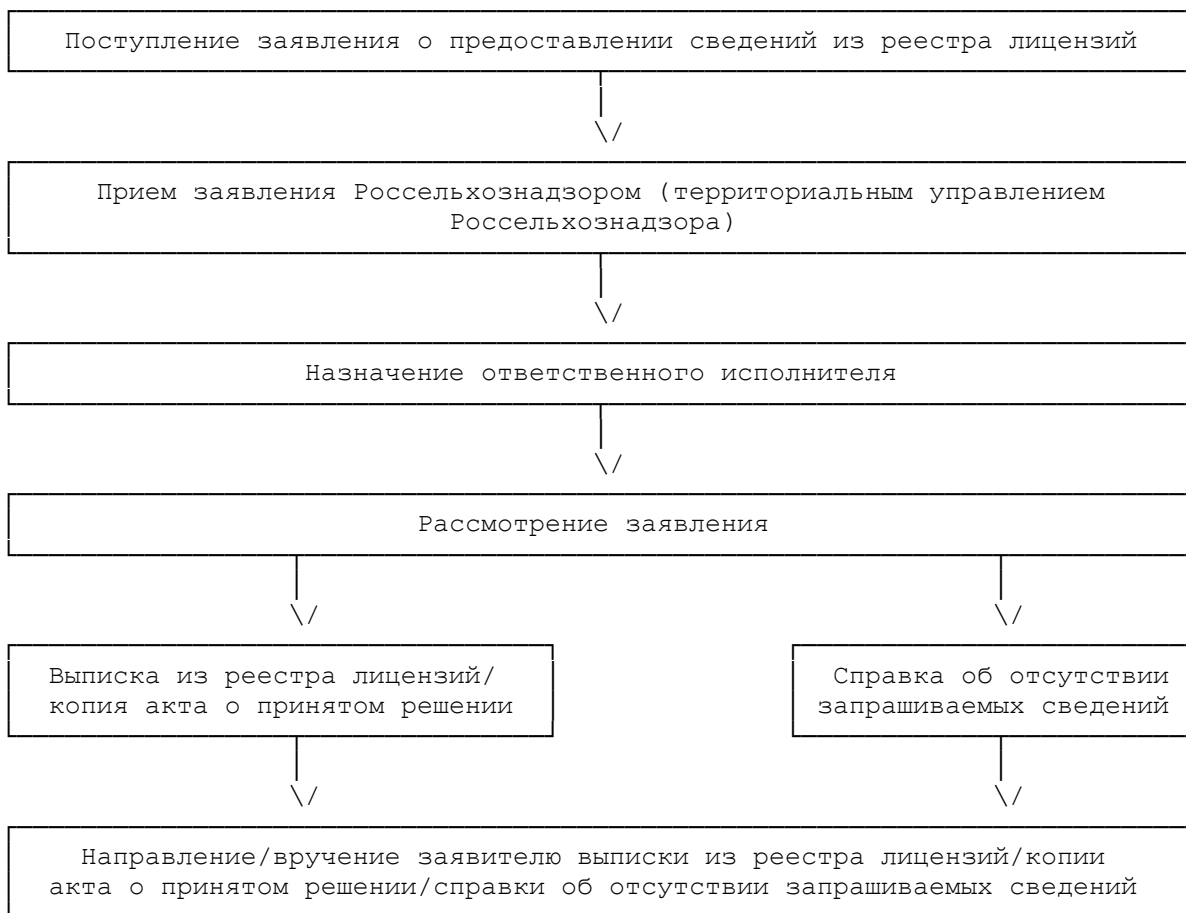 Поступление заявления о предоставлении сведений из реестра лицензий
Прием заявления Россельхознадзором (территориальным управлением
Россельхознадзора)
Назначение ответственного исполнителя
Рассмотрение заявления
Выписка из реестра лицензий/
копия акта о принятом решении
Справка об отсутствии
запрашиваемых сведений
Направление/вручение заявителю выписки из реестра лицензий/копии
акта о принятом решении/справки об отсутствии запрашиваемых сведений